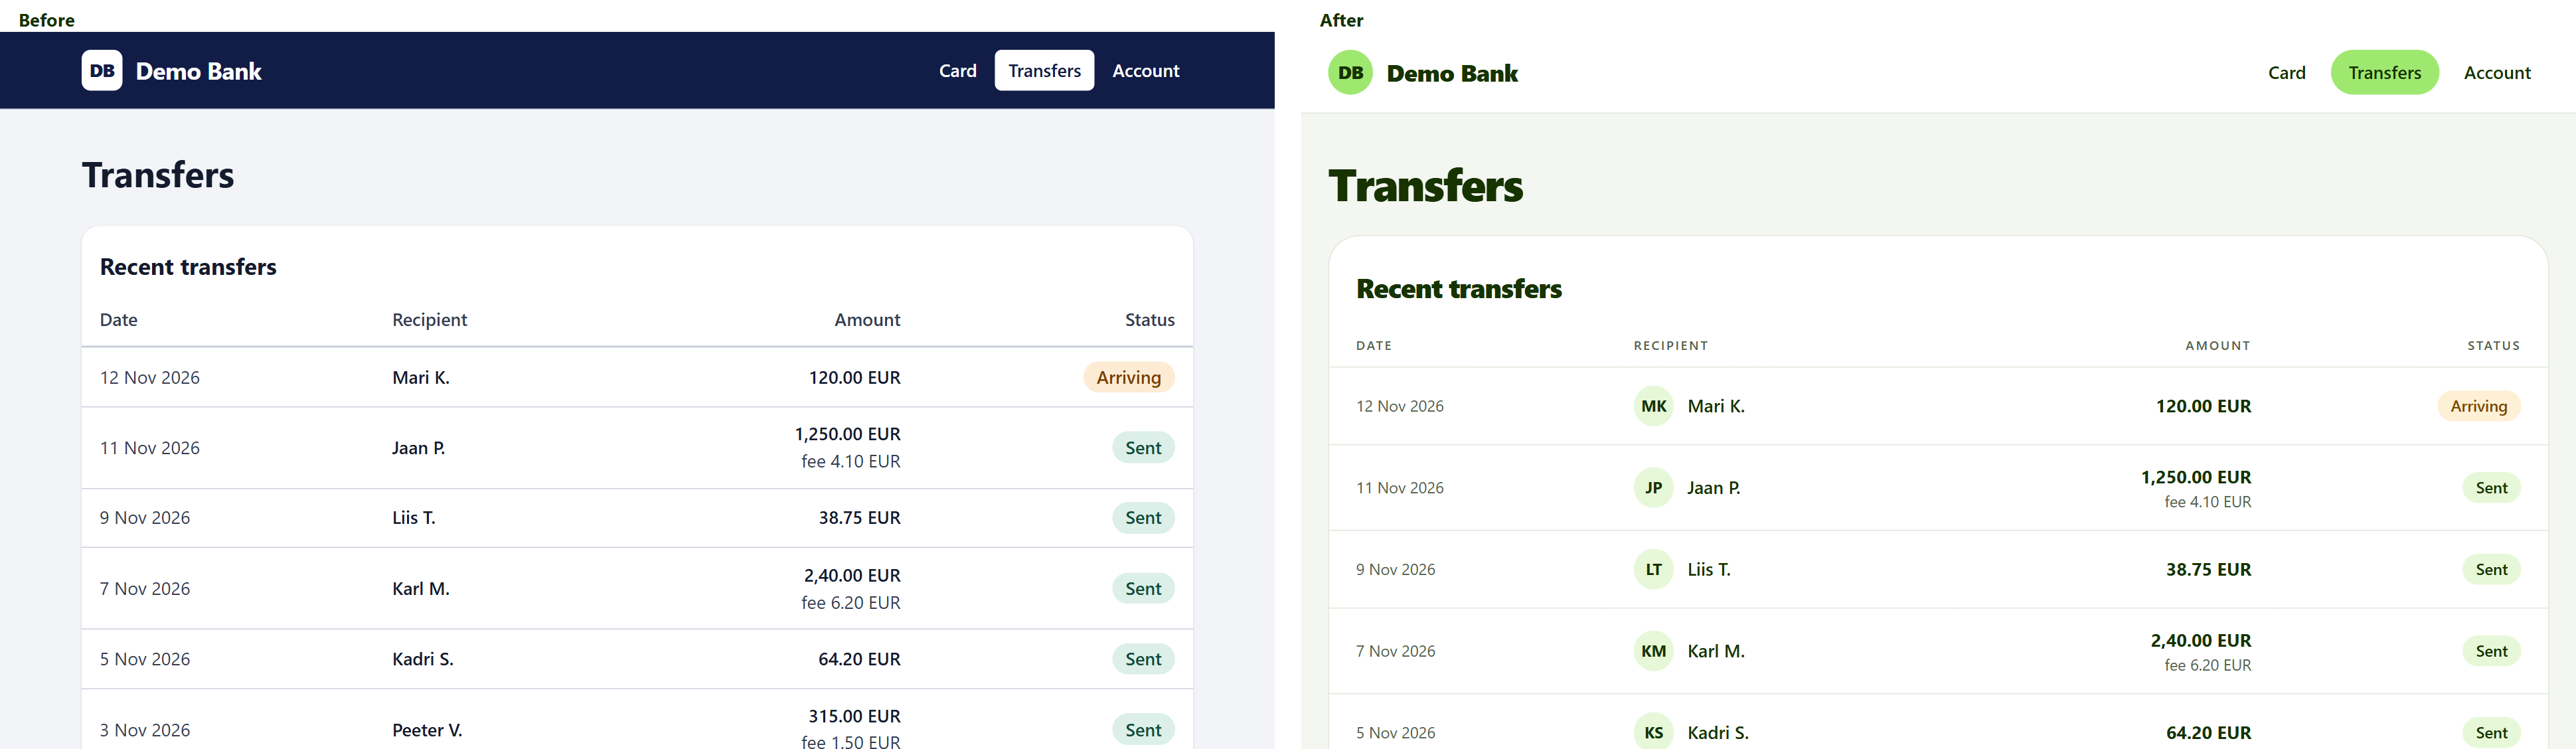 Before
DB Demo Bank Card Transfers Account
Transfers
Recent transfers
Date Recipient Amount Status
12 Nov 2026 Mari K. 120.00 EUR Arriving
11 Nov 2026 Jaan P. 1,250.00 EUR Sent
fee 4.10 EUR
9 Nov 2026 Liis T. 38.75 EUR Sent
7 Nov 2026 Karl M. 2,40.00 EUR Sent
fee 6.20 EUR
5 Nov 2026 Kadri S. 64.20 EUR Sent
3 Nov 2026 Peeter V. 315.00 EUR Sent
fee 1.50 EUR
After
DB Demo Bank Card Transfers Account
Transfers
Recent transfers
DATE RECIPIENT AMOUNT STATUS
12 Nov 2026 MK Mari K. 120.00 EUR Arriving
11 Nov 2026 JP Jaan P. 1,250.00 EUR Sent
fee 4.10 EUR
9 Nov 2026 LT Liis T. 38.75 EUR Sent
7 Nov 2026 KM Karl M. 2,40.00 EUR Sent
fee 6.20 EUR
5 Nov 2026 KS Kadri S. 64.20 EUR Sent